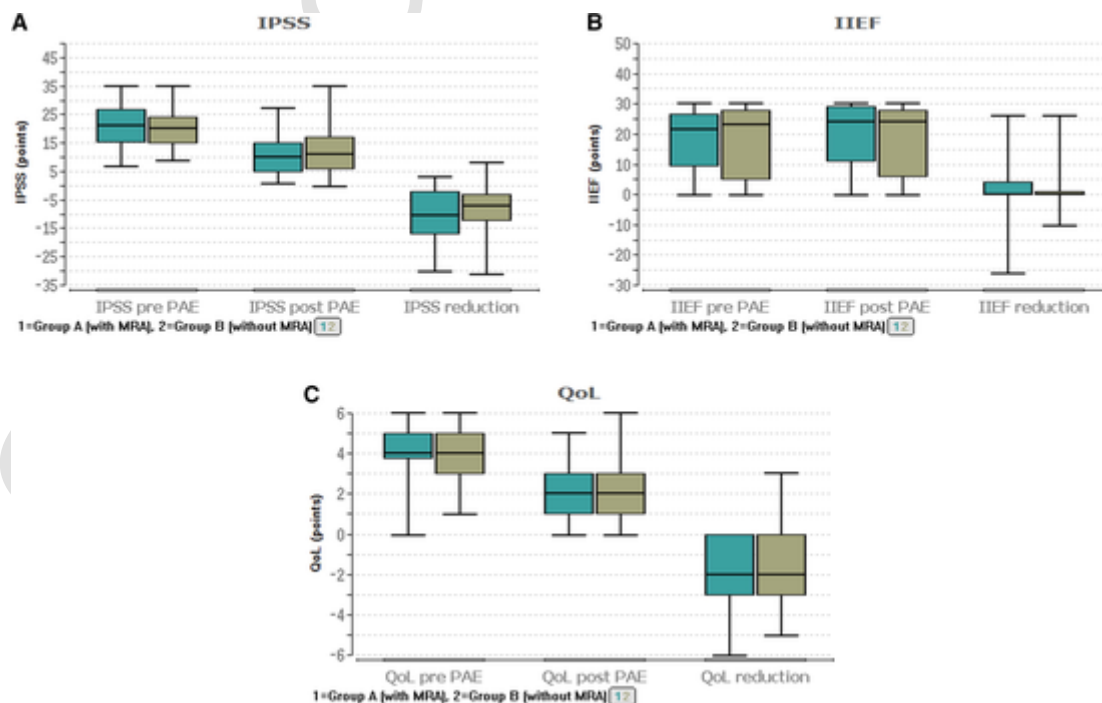 A
IPSS
45
35
25
15
5
-5
-15
-25
-35
IPSS (points)
IPSS pre PAE IPSS post PAE IPSS reduction
1=Group A (with MRA), 2=Group B (without MRA) 12
B
IIEF
50
40
30
20
10
0
-10
-20
-30
IIEF (points)
IIEF pre PAE IIEF post PAE IIEF reduction
1=Group A (with MRA), 2=Group B (without MRA) 12
C
QoL
6
4
2
0
-2
-4
-6
QoL (points)
QoL pre PAE QoL post PAE QoL reduction
1=Group A (with MRA), 2=Group B (without MRA) 12